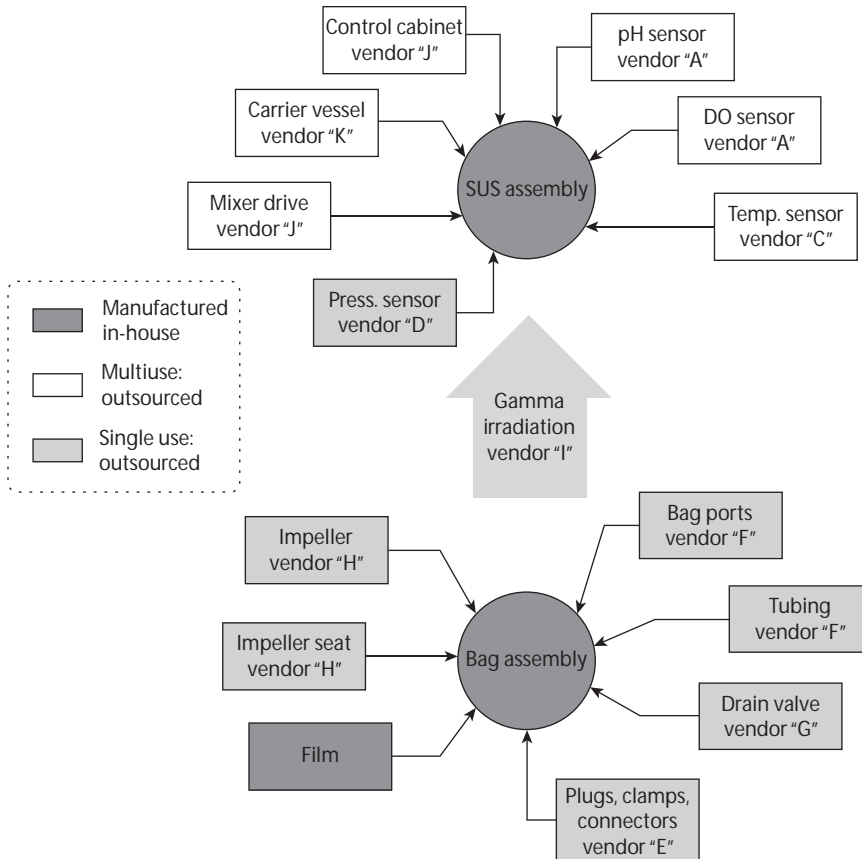 Control cabinet
vendor “J”
pH sensor
vendor “A”
Carrier vessel
vendor “K”
DO sensor
vendor “A”
SUS assembly
Mixer drive
vendor “J”
Temp. sensor
vendor “C”
Press. sensor
vendor “D”
Manufactured
in-house
Multiuse:
outsourced
Single use:
outsourced
Gamma
irradiation
vendor “I”
Impeller
vendor “H”
Bag ports
vendor “F”
Tubing
vendor “F”
Impeller seat
vendor “H”
Bag assembly
Drain valve
vendor “G”
Film
Plugs, clamps,
connectors
vendor “E”